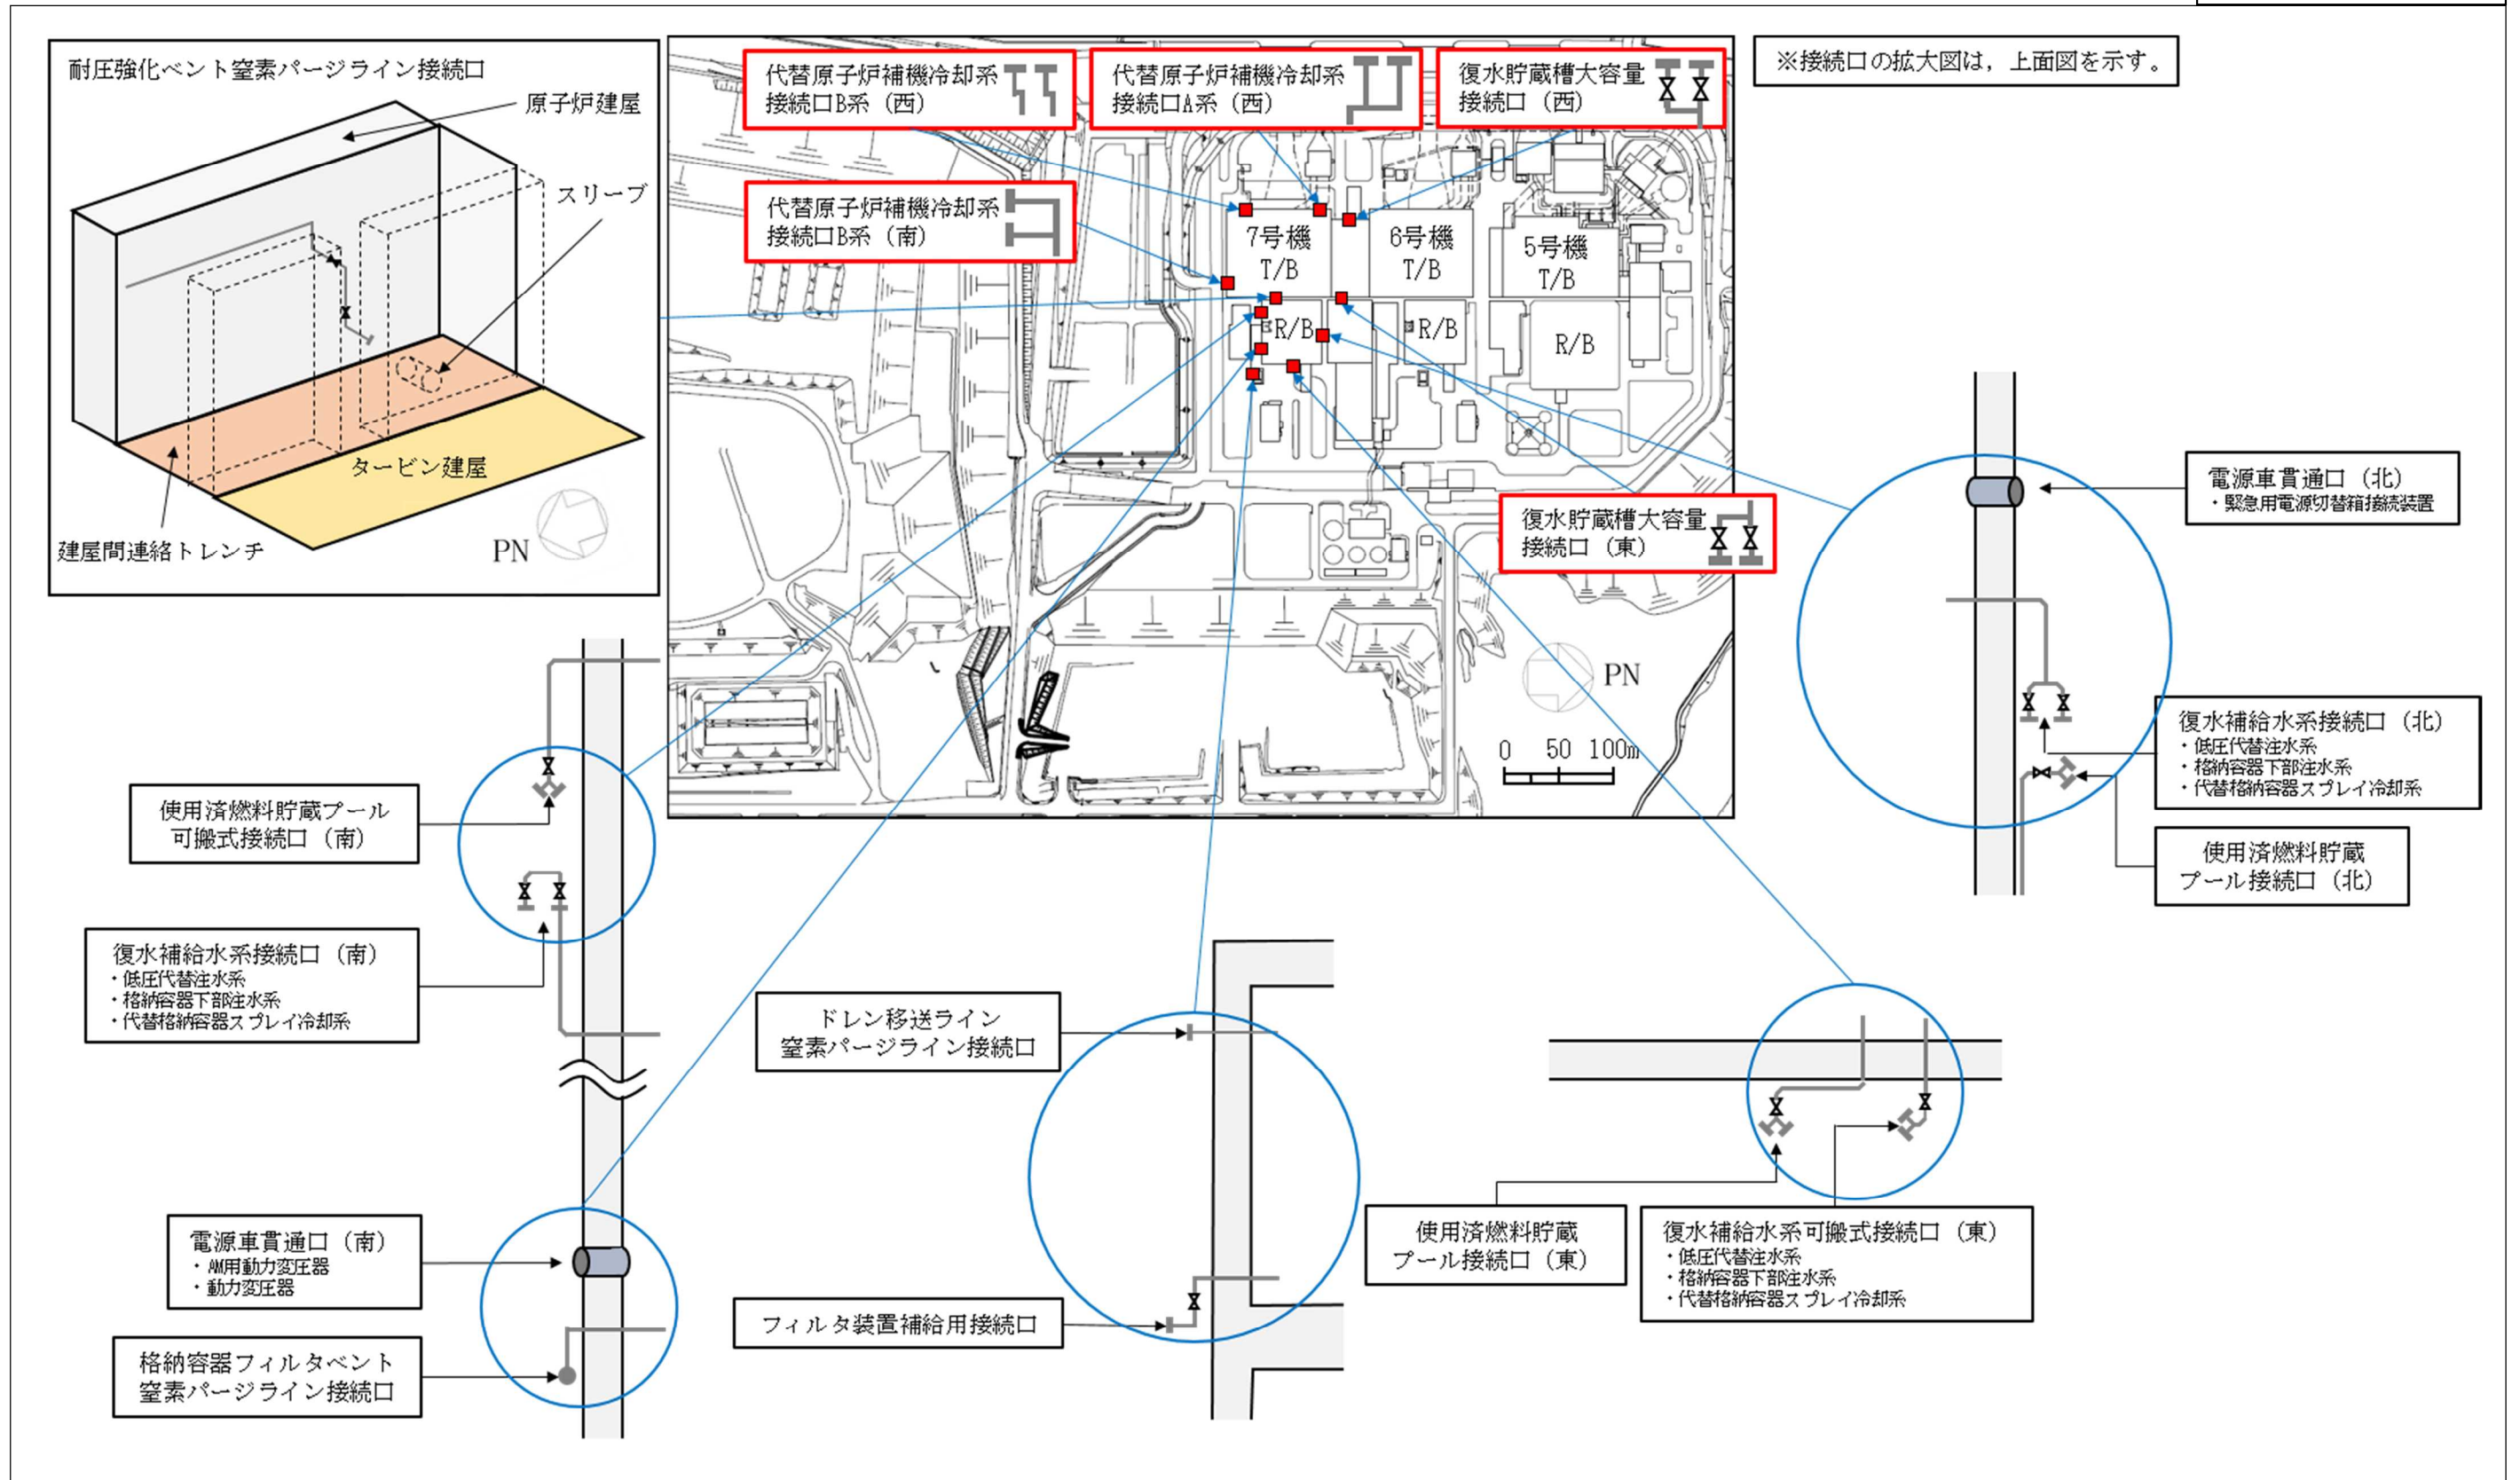 耐圧強化ベント窒素パージライン接続口
原子炉建屋
スリーブ
タービン建屋
建屋間連絡トレンチ
PN
代替原子炉補機冷却系
接続口B系（西）
代替原子炉補機冷却系
接続口A系（西）
復水貯蔵槽大容量
接続口（西）
※接続口の拡大図は，上面図を示す。
代替原子炉補機冷却系
接続口B系（南）
7号機
T/B
6号機
T/B
5号機
T/B
R/B
R/B
R/B
復水貯蔵槽大容量
接続口（東）
PN
0 50 100m
電源車貫通口（北）
・緊急用電源切替箱接続装置
復水補給水系接続口（北）
・低圧代替注水系
・格納容器下部注水系
・代替格納容器スプレイ冷却系
使用済燃料貯蔵
プール接続口（北）
使用済燃料貯蔵プール
可搬式接続口（南）
復水補給水系接続口（南）
・低圧代替注水系
・格納容器下部注水系
・代替格納容器スプレイ冷却系
電源車貫通口（南）
・AM用動力変圧器
・動力変圧器
格納容器フィルタベント
窒素パージライン接続口
ドレン移送ライン
窒素パージライン接続口
フィルタ装置補給用接続口
使用済燃料貯蔵
プール接続口（東）
復水補給水系可搬式接続口（東）
・低圧代替注水系
・格納容器下部注水系
・代替格納容器スプレイ冷却系